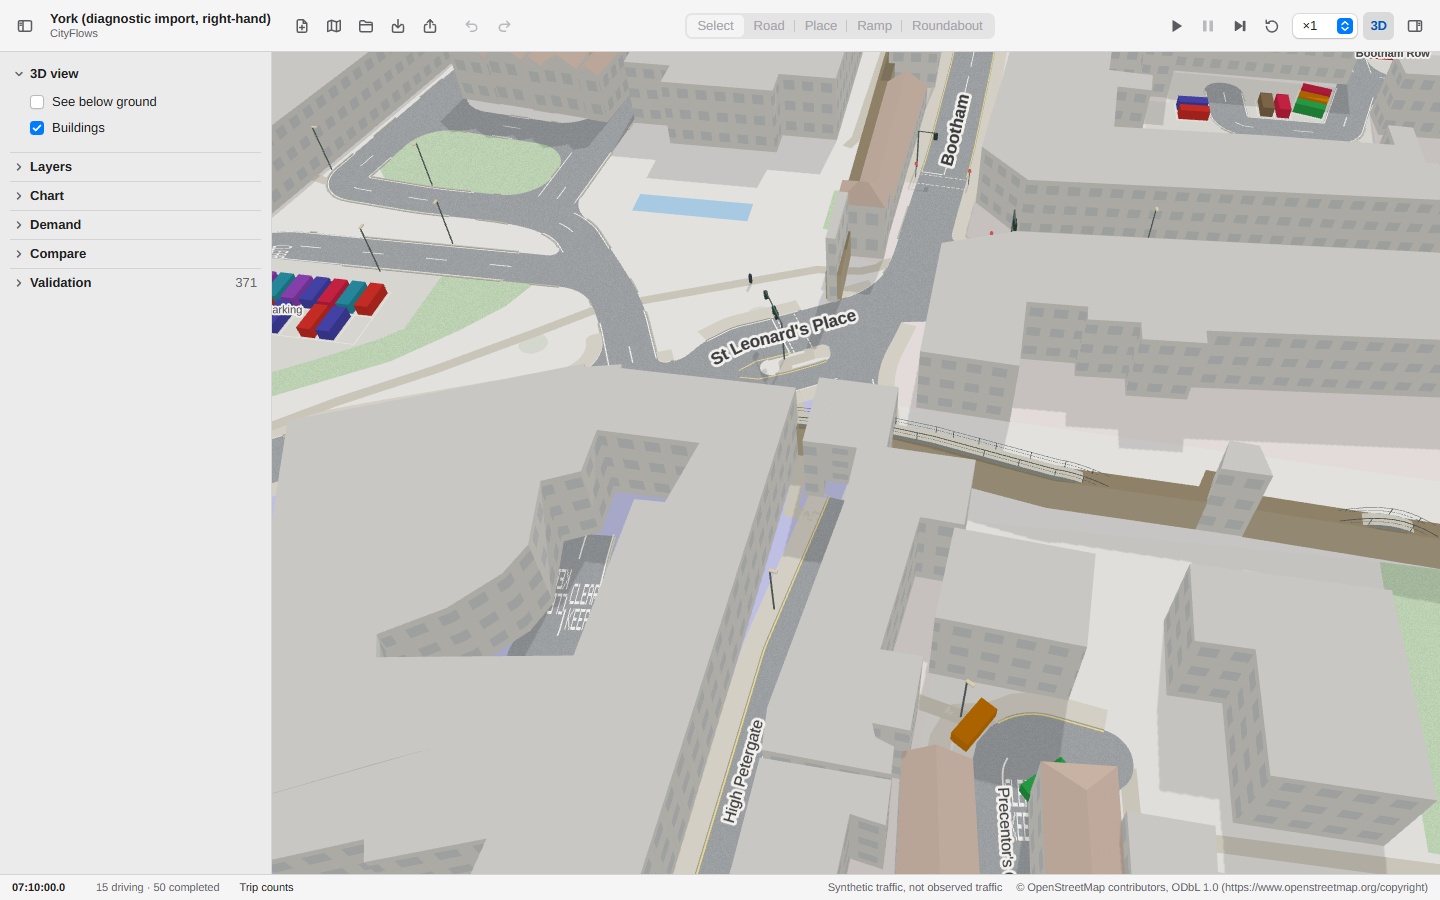 York (diagnostic import, right-hand)
CityFlows
Select
Road
Place
Ramp
Roundabout
×1
3D
3D view
See below ground
Buildings
Layers
Chart
Demand
Compare
Validation
371
Bootham Row
Bootham
arking
St Leonard's Place
High Petergate
Precentor's
07:10:00.0
15 driving · 50 completed
Trip counts
Synthetic traffic, not observed traffic
© OpenStreetMap contributors, ODbL 1.0 (https://www.openstreetmap.org/copyright)